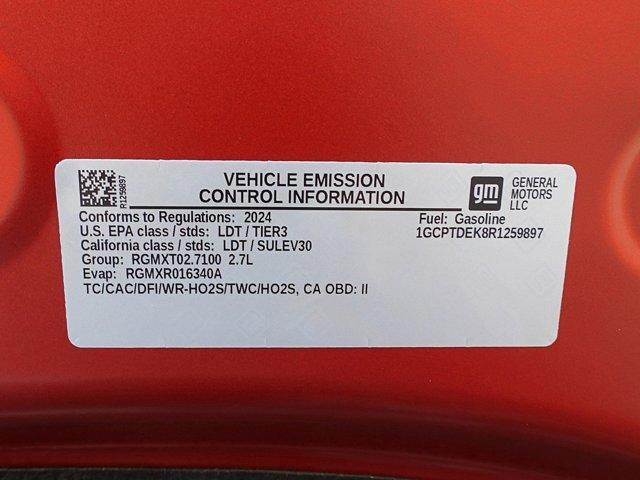 R1259897
VEHICLE EMISSION
CONTROL INFORMATION
gm
GENERAL
MOTORS
LLC
Conforms to Regulations: 2024
Fuel: Gasoline
U.S. EPA class / stds: LDT / TIER3
1GCPTDEK8R1259897
California class / stds: LDT / SULEV30
Group: RGMXT02.7100 2.7L
Evap: RGMXR016340A
TC/CAC/DFI/WR-HO2S/TWC/HO2S, CA OBD: II